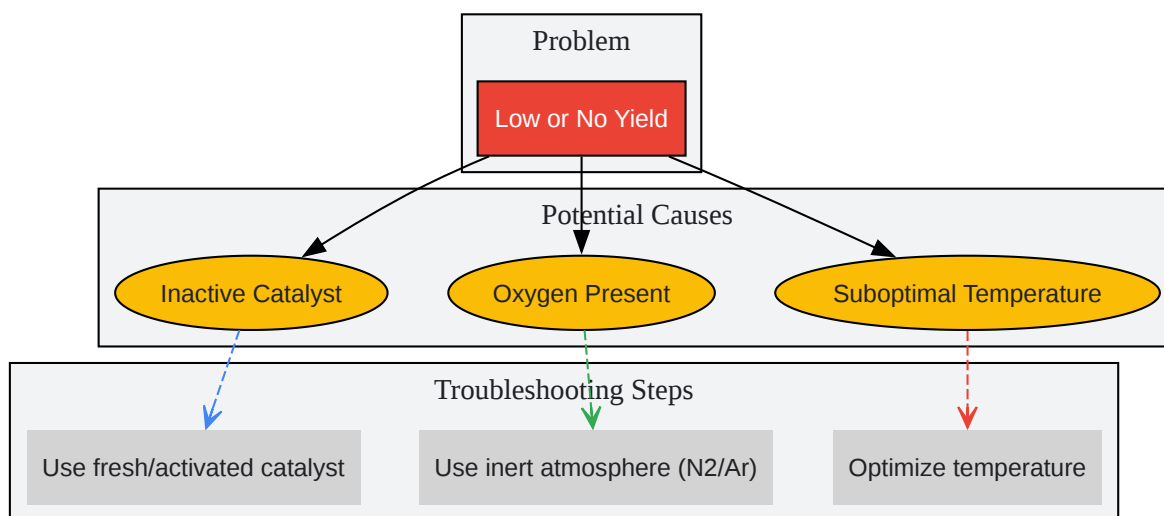 Problem
Low or No Yield
Potential Causes
Inactive Catalyst
Oxygen Present
Suboptimal Temperature
Troubleshooting Steps
Use fresh/activated catalyst
Use inert atmosphere (N2/Ar)
Optimize temperature